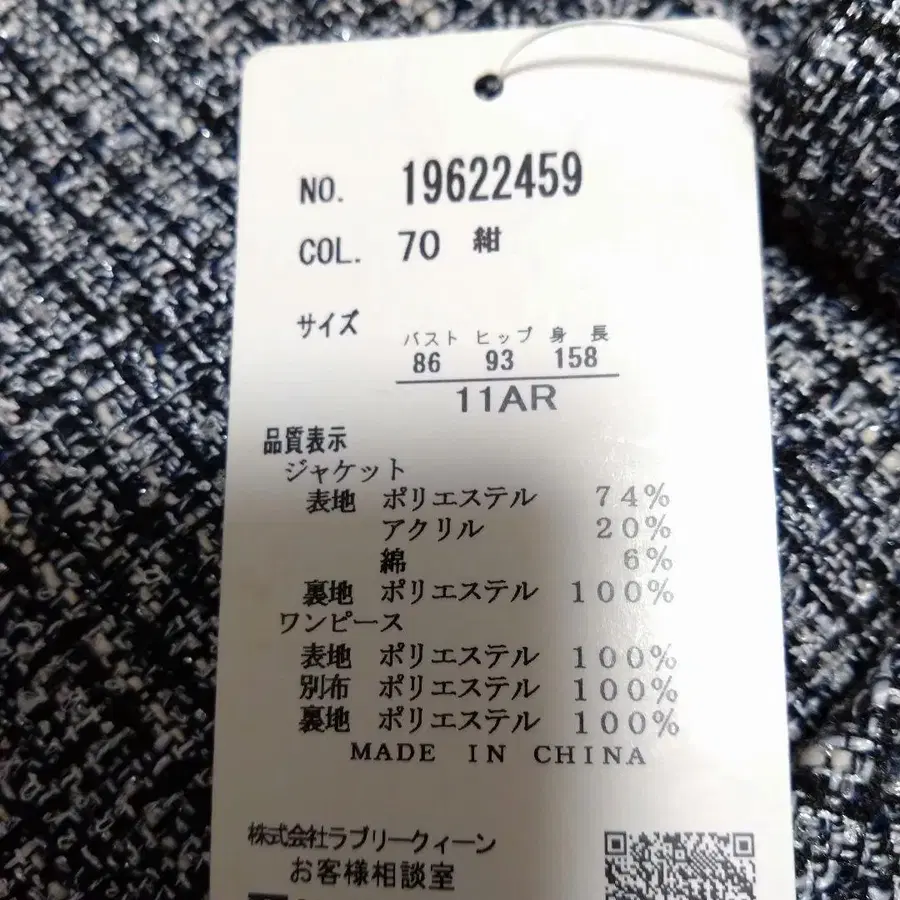 NO. 19622459
COL. 70 紺
サイズ
バスト ヒップ 身長
86 93 158
11AR
品質表示
ジャケット
表地 ポリエステル 74%
アクリル 20%
綿 6%
裏地 ポリエステル 100%
ワンピース
表地 ポリエステル 100%
別布 ポリエステル 100%
裏地 ポリエステル 100%
MADE IN CHINA
株式会社ラブリークィーン
お客様相談室